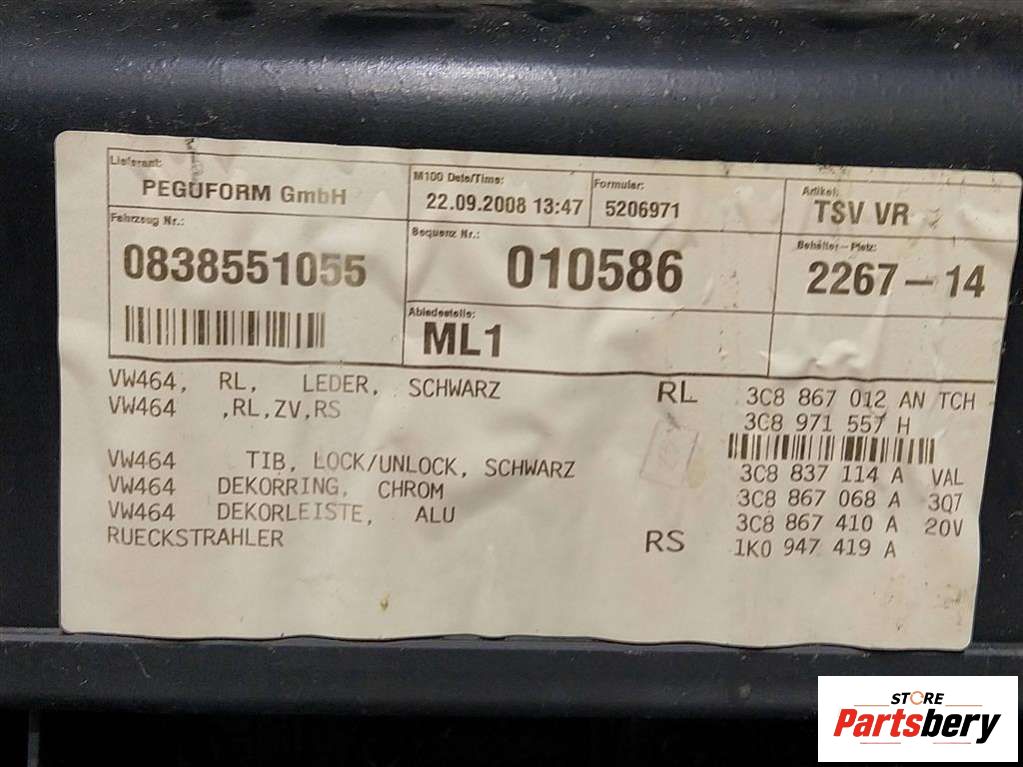 Lieferant:
PEGUFORM GmbH
M100 Date/Time:
22.09.2008 13:47
Formular:
5206971
Artikel:
TSV VR
Fahrzeug Nr.:
0838551055
Sequenz Nr.:
010586
Behälter-Platz:
2267-14
Abladestelle:
ML1
VW464, RL, LEDER, SCHWARZ RL 3C8 867 012 AN TCH
VW464 ,RL,ZV,RS 3C8 971 557 H
VW464 TIB, LOCK/UNLOCK, SCHWARZ 3C8 837 114 A VAL
VW464 DEKORRING, CHROM 3C8 867 068 A 3Q7
VW464 DEKORLEISTE, ALU 3C8 867 410 A 20V
RUECKSTRAHLER RS 1K0 947 419 A
STORE
Partsbery